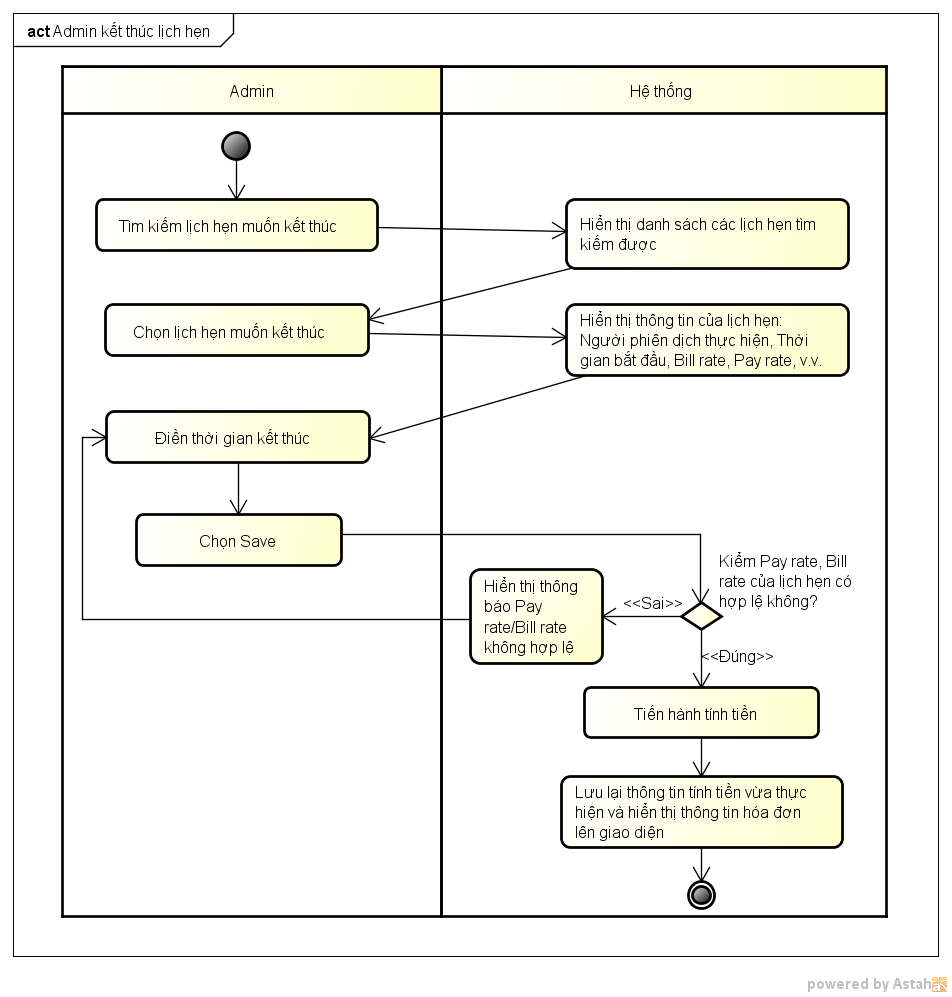 act Admin kết thúc lịch hẹn
Admin
Hệ thống
Tìm kiếm lịch hẹn muốn kết thúc
Hiển thị danh sách các lịch hẹn tìm
kiếm được
Chọn lịch hẹn muốn kết thúc
Hiển thị thông tin của lịch hẹn:
Người phiên dịch thực hiện, Thời
gian bắt đầu, Bill rate, Pay rate, v.v.
Điền thời gian kết thúc
Chọn Save
Kiểm Pay rate, Bill
rate của lich hẹn có
hợp lệ không?
<<Sai>>
Hiển thị thông
báo Pay
rate/Bill rate
không hợp lệ
<<Đúng>>
Tiến hành tính tiền
Lưu lại thông tin tính tiền vừa thực
hiện và hiển thị thông tin hóa đơn
lên giao diện
powered by Astah